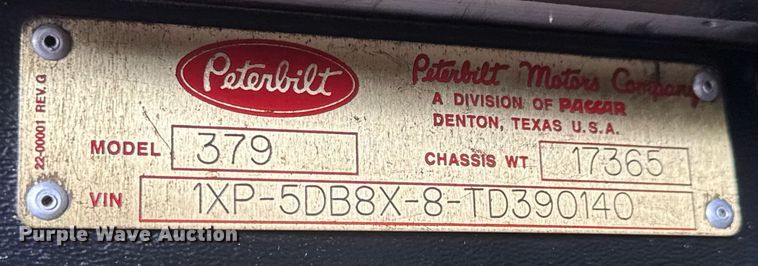 22-00001 REV. G
Peterbilt
Peterbilt Motors Company
A DIVISION OF PACCAR
DENTON, TEXAS U.S.A.
MODEL 379
CHASSIS WT 17365
VIN 1XP-5DB8X-8-TD390140
Purple Wave Auction